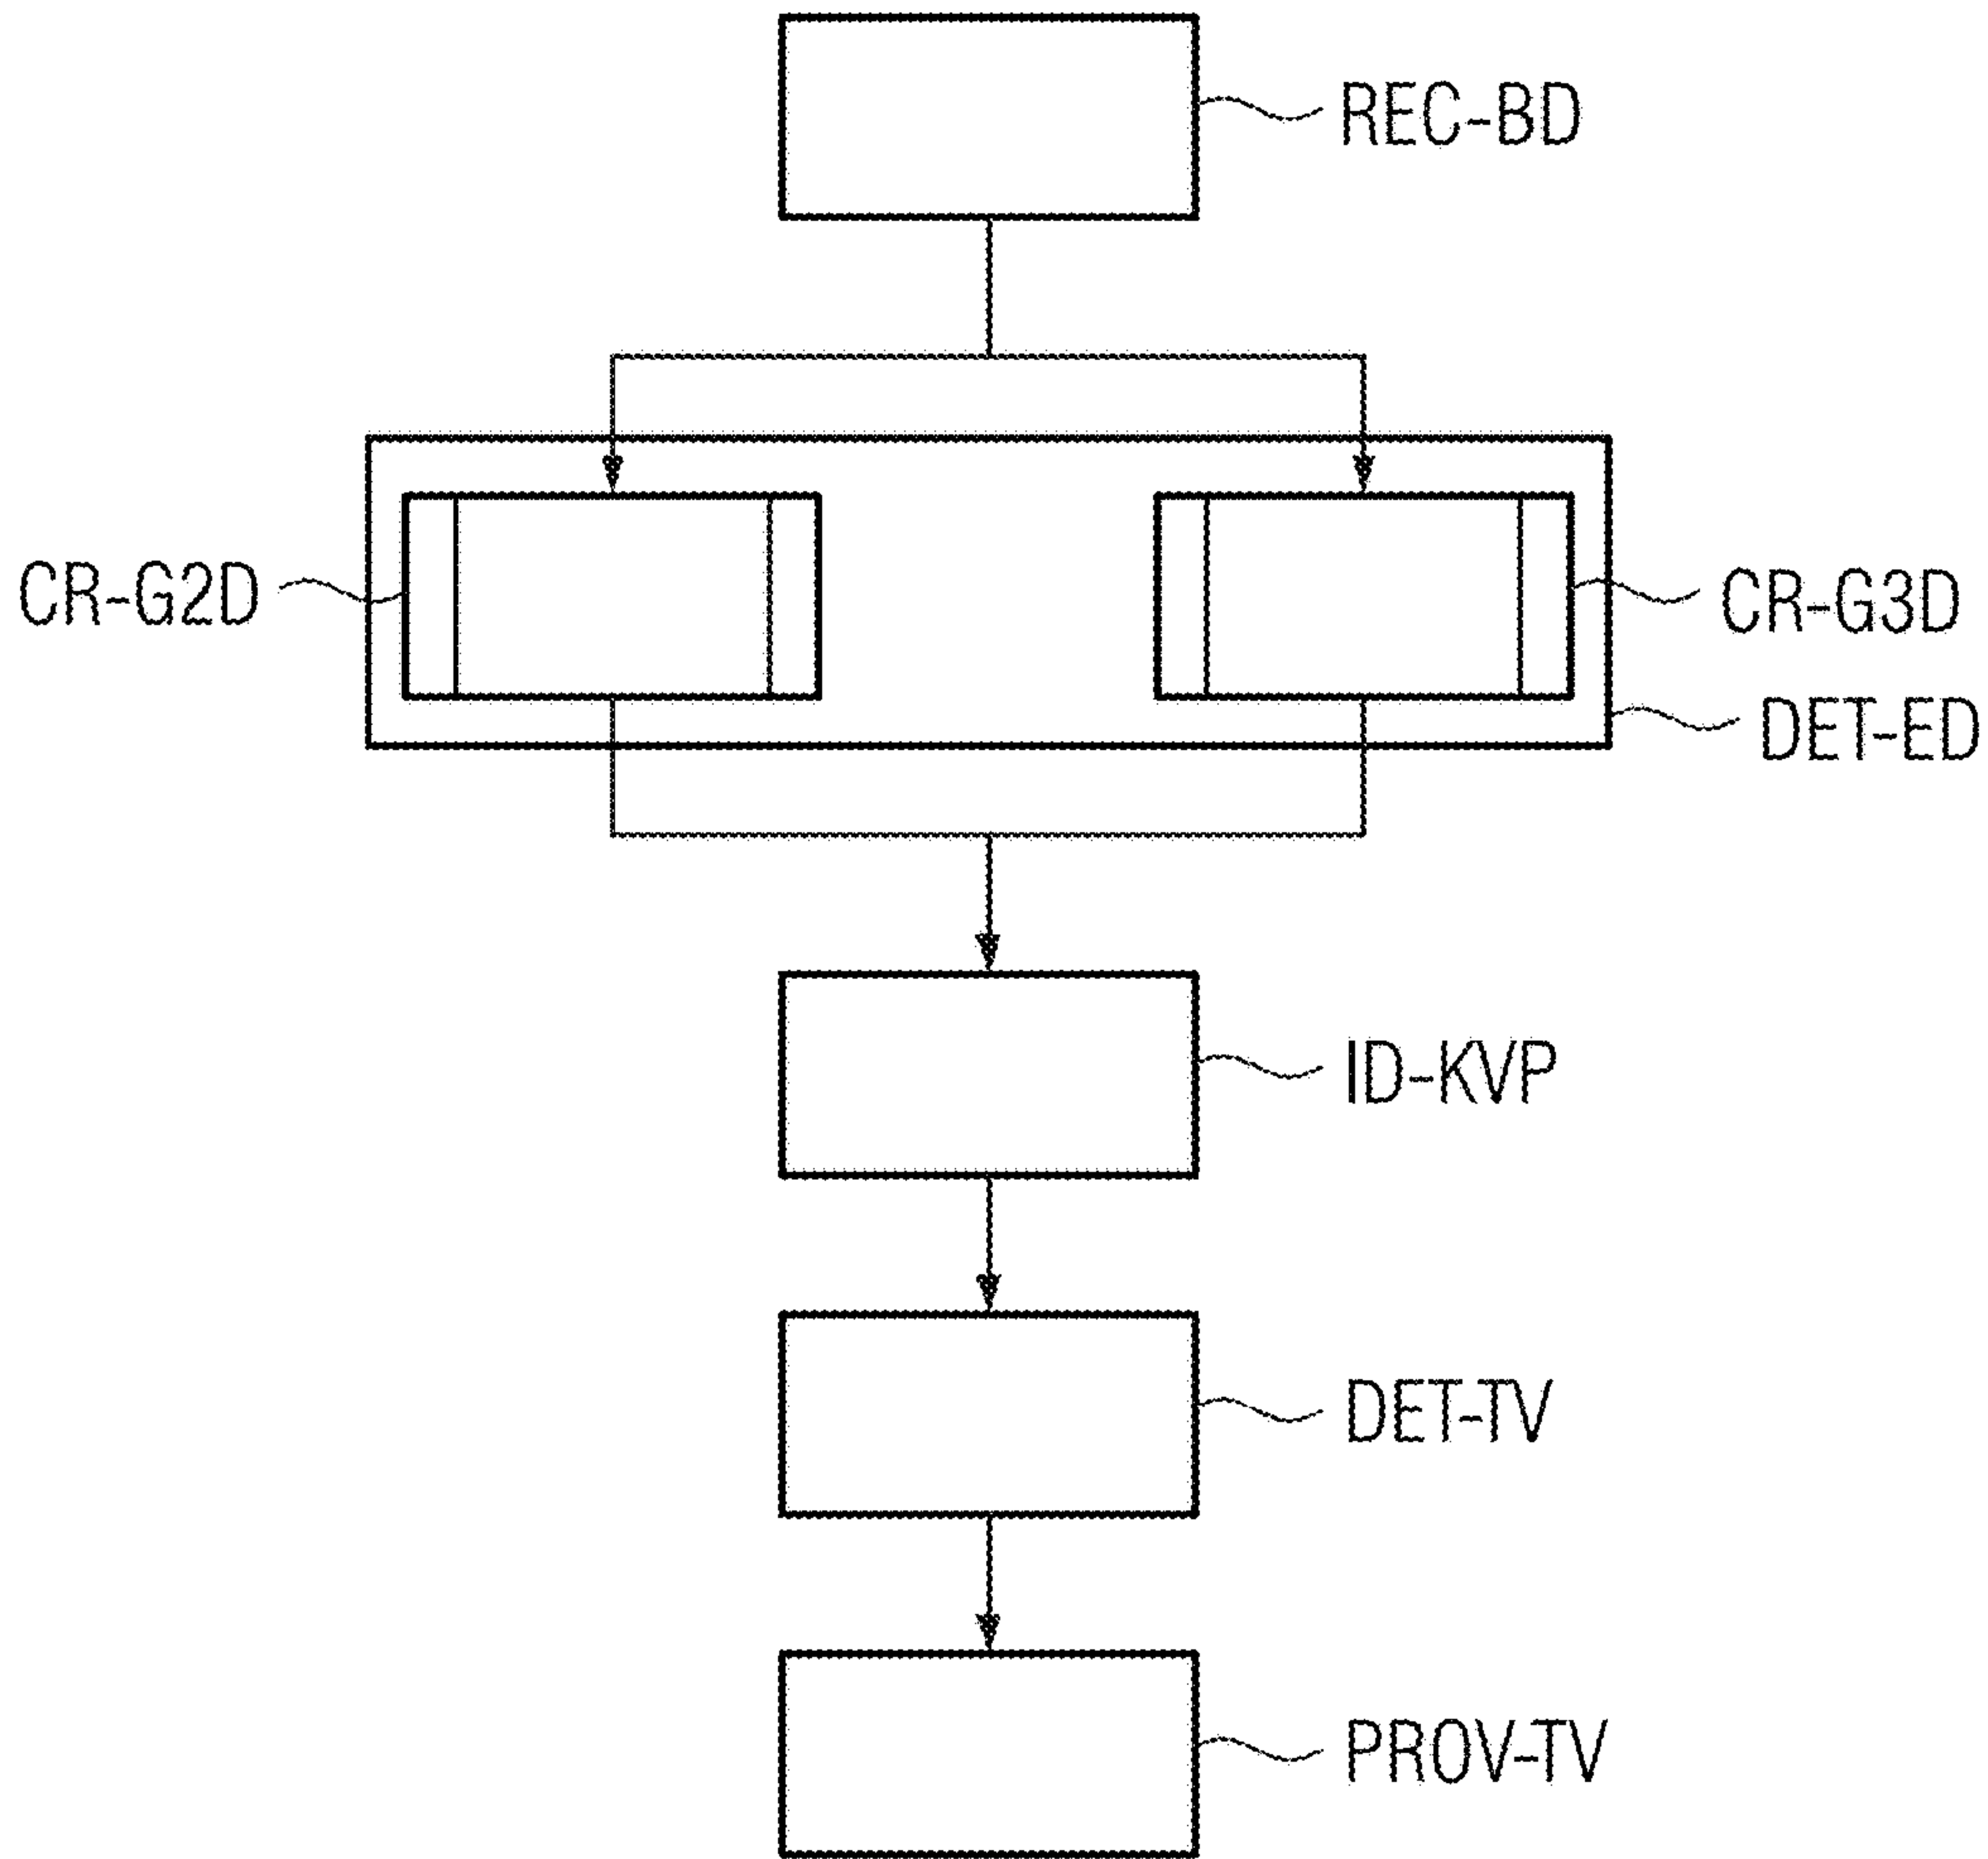 REC-BD
CR-G2D
CR-G3D
DET-ED
ID-KVP
DET-TV
PROV-TV